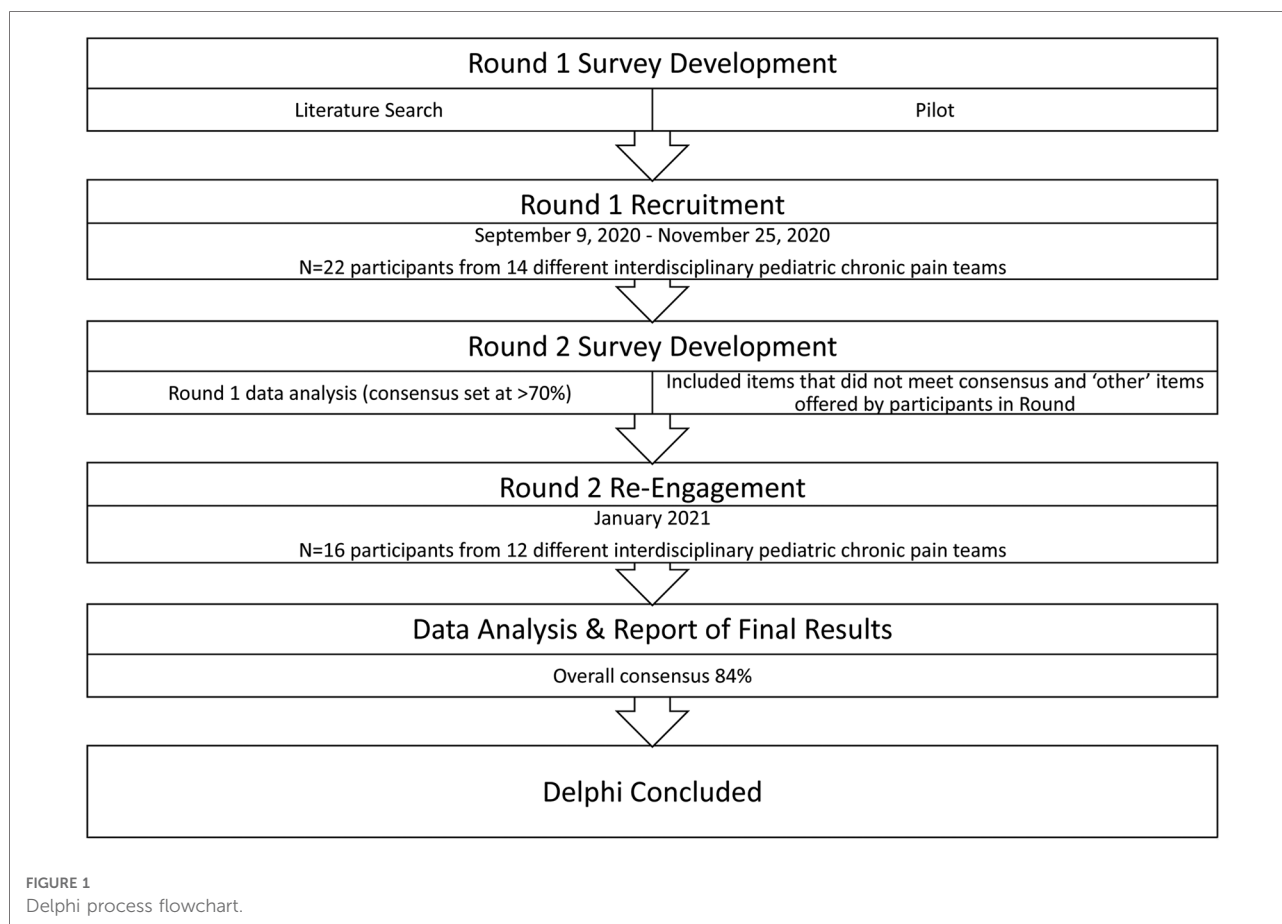 Round 1 Survey Development
Literature Search
Pilot
Round 1 Recruitment
September 9, 2020 - November 25, 2020
N=22 participants from 14 different interdisciplinary pediatric chronic pain teams
Round 2 Survey Development
Round 1 data analysis (consensus set at >70%)
Included items that did not meet consensus and ‘other’ items
offered by participants in Round
Round 2 Re-Engagement
January 2021
N=16 participants from 12 different interdisciplinary pediatric chronic pain teams
Data Analysis & Report of Final Results
Overall consensus 84%
Delphi Concluded
FIGURE 1
Delphi process flowchart.